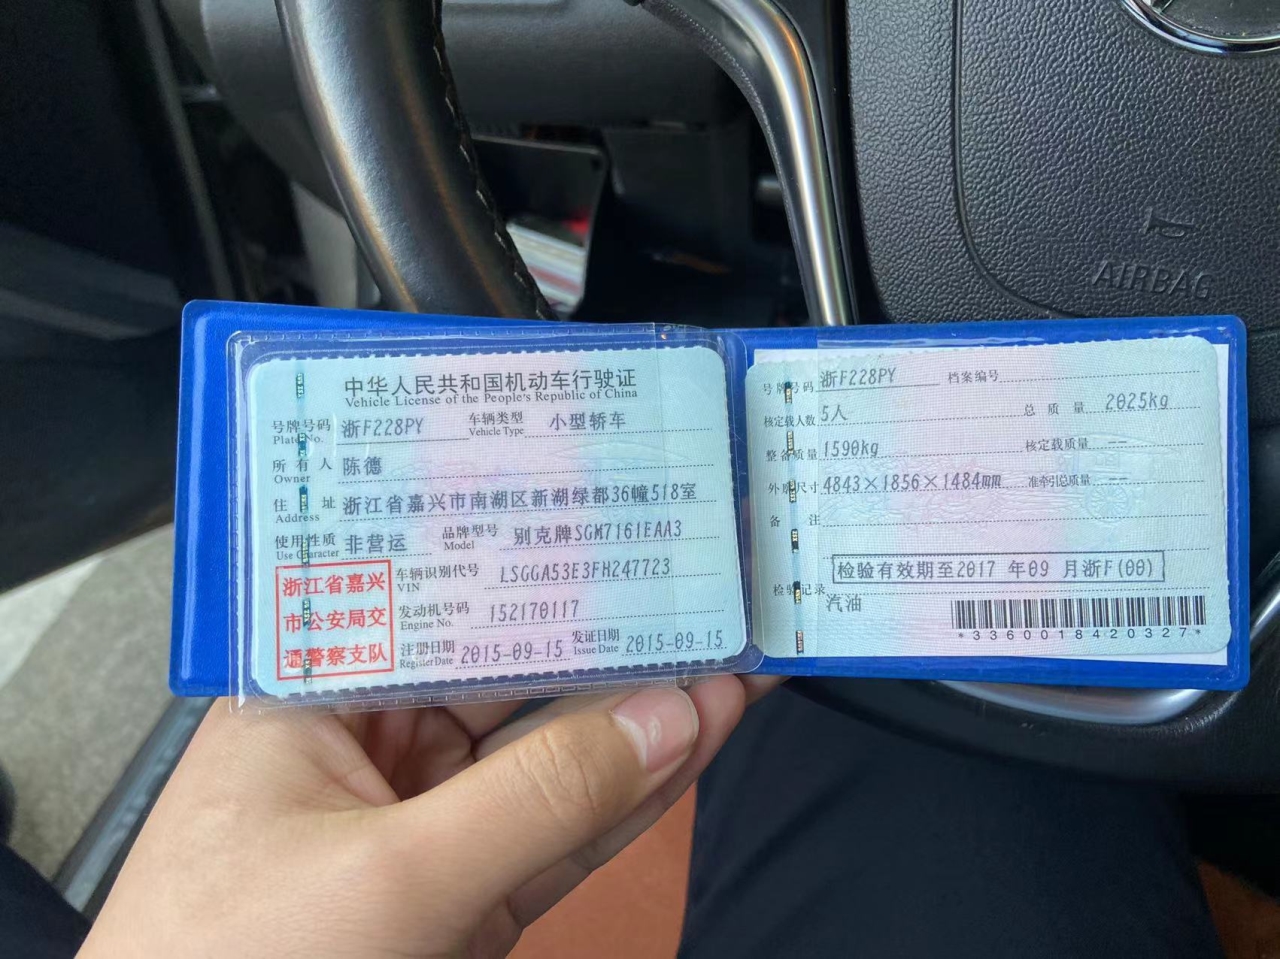 AIRBAG
中华人民共和国机动车行驶证
Vehicle License of the People's Republic of China
号牌号码 浙F228PY 车辆类型 小型轿车
Plate No. Vehicle Type
所有人 陈德
Owner
住址 浙江省嘉兴市南湖区新湖绿都36幢518室
Address
使用性质 非营运 品牌型号 别克牌SGM7161EAA3
Use Character Model
浙江省嘉兴
市公安局交
通警察支队
车辆识别代号 LSGGA53E3FH247723
VIN
发动机号码 152170117
Engine No.
注册日期 2015-09-15 发证日期 2015-09-15
Register Date Issue Date
号牌号码 浙F228PY 档案编号
核定载人数 5人 总质量 2025kg
整备质量 1590kg 核定载质量 --
外廓尺寸 4843×1856×1484mm 准牵引总质量 --
备注
检验有效期至2017年09月浙F(00)
检验记录
汽油
*3360018420327*